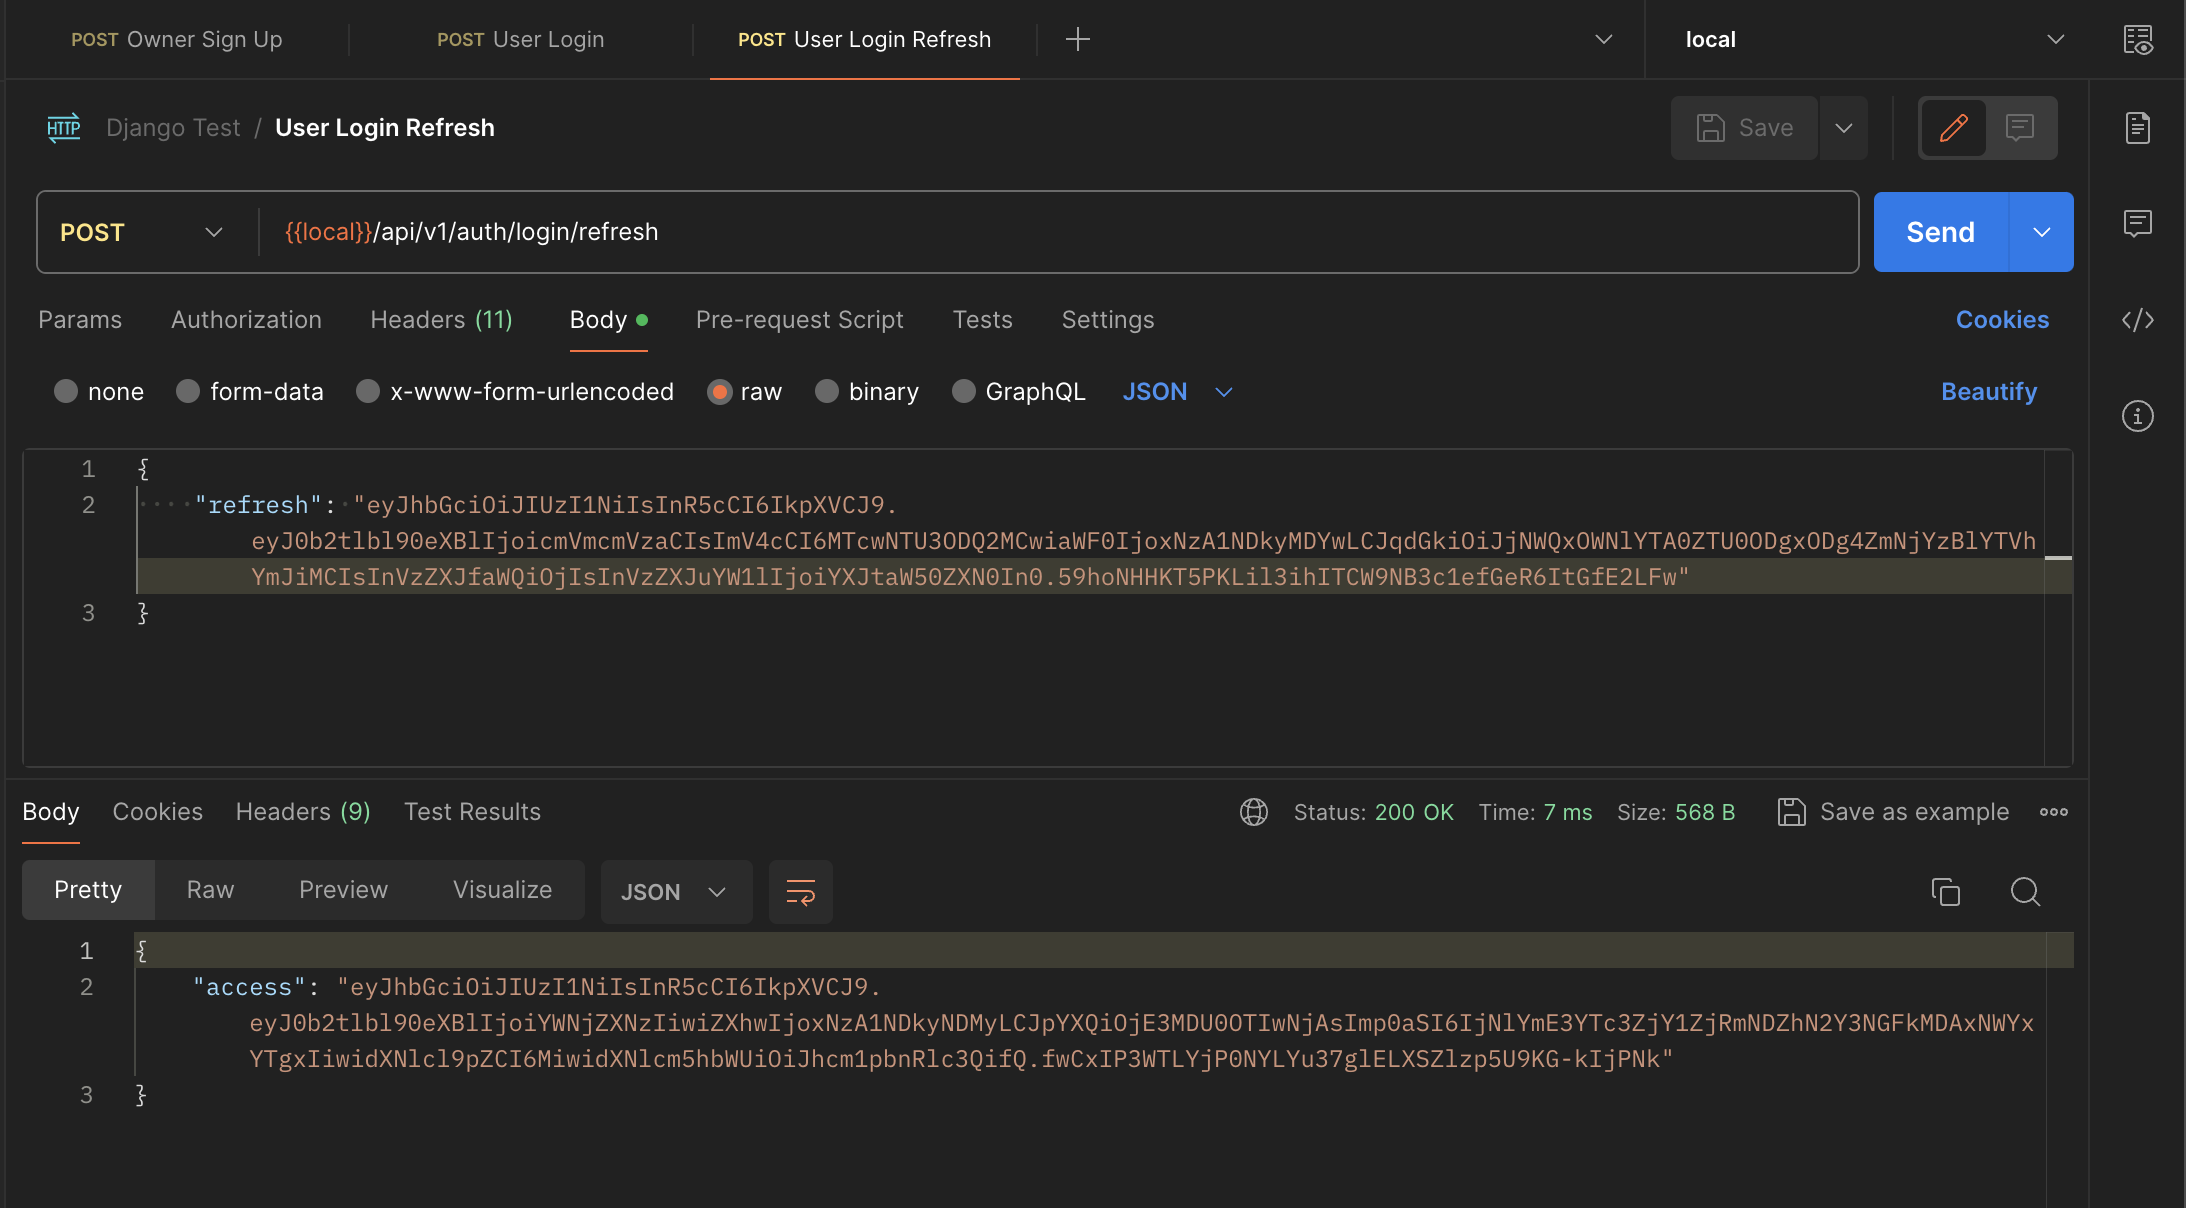 POST Owner Sign Up
POST User Login
POST User Login Refresh
local
HTTP Django Test / User Login Refresh
Save
POST
{{local}}/api/v1/auth/login/refresh
Send
Params Authorization Headers (11) Body Pre-request Script Tests Settings Cookies
none form-data x-www-form-urlencoded raw binary GraphQL JSON Beautify
1 {
2 "refresh": "eyJhbGciOiJIUzI1NiIsInR5cCI6IkpXVCJ9.
eyJ0b2tlbl90eXBlIjoicmVmcmVzaCIsImV4cCI6MTcwNTU3ODQ2MCwiaWF0IjoxNzA1NDkyMDYwLCJqdGkiOiJjNWQxOWNlYTA0ZTU0ODgxODg4ZmNjYzBlYTVh
YmJiMCIsInVzZXJfaWQiOjIsInVzZXJuYW1lIjoiYXJtaW50ZXN0In0.59hoNHHKT5PKLil3ihITCW9NB3c1efGeR6ItGfE2LFw"
3 }
Body Cookies Headers (9) Test Results
Status: 200 OK Time: 7 ms Size: 568 B Save as example
Pretty Raw Preview Visualize JSON
1 {
2 "access": "eyJhbGciOiJIUzI1NiIsInR5cCI6IkpXVCJ9.
eyJ0b2tlbl90eXBlIjoiYWNjZXNzIiwiZXhwIjoxNzA1NDkyNDMyLCJpYXQiOjE3MDU0OTIwNjAsImp0aSI6IjNlYmE3YTc3ZjY1ZjRmNDZhN2Y3NGFkMDAxNWYx
YTgxIiwidXNlcl9pZCI6MiwidXNlcm5hbWUiOiJhcm1pbnRlc3QifQ.fwCxIP3WTLYjP0NYLYu37glELXSZlzp5U9KG-kIjPNk"
3 }